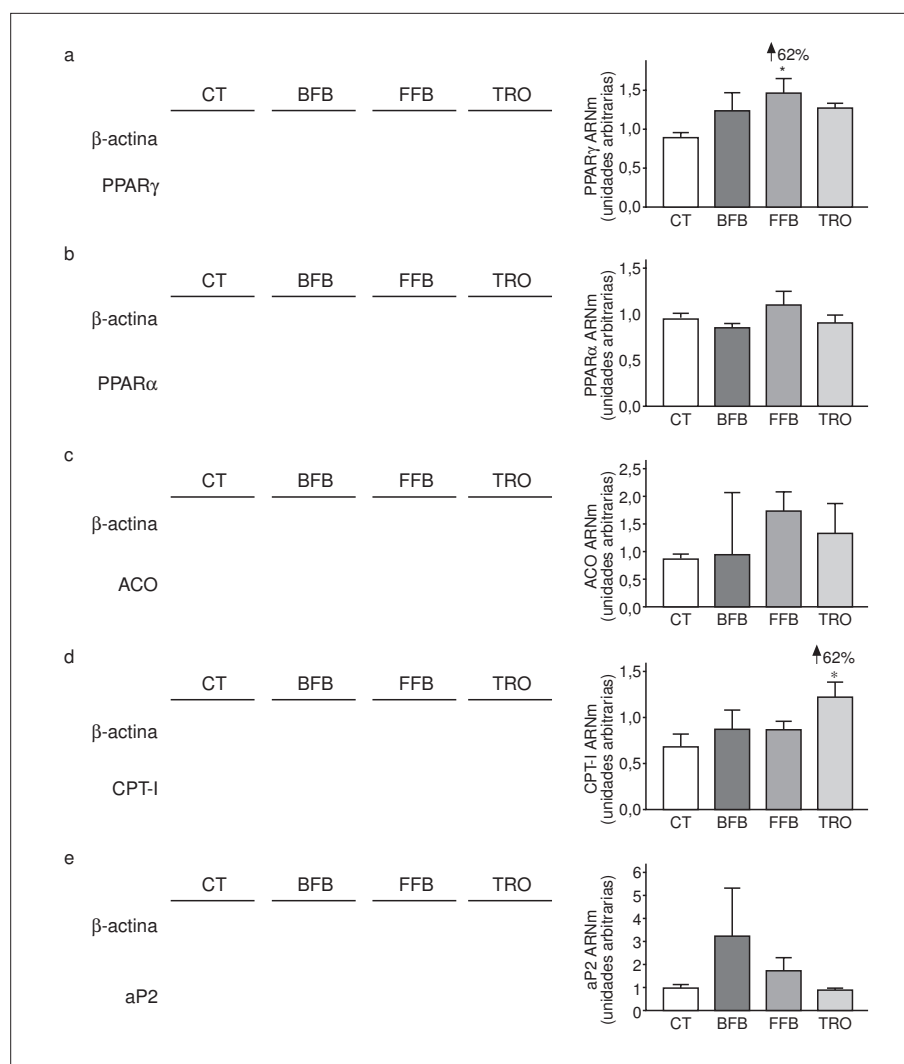 a
CT BFB FFB TRO
β-actina
PPARγ
↑62%
*
PPARγ ARNm
(unidades arbitrarias)
1,5
1,0
0,5
0,0
CT BFB FFB TRO
b
CT BFB FFB TRO
β-actina
PPARα
PPARα ARNm
(unidades arbitrarias)
1,5
1,0
0,5
0,0
CT BFB FFB TRO
c
CT BFB FFB TRO
β-actina
ACO
ACO ARNm
(unidades arbitrarias)
2,5
2,0
1,5
1,0
0,5
0,0
CT BFB FFB TRO
d
CT BFB FFB TRO
β-actina
CPT-I
↑62%
*
CPT-I ARNm
(unidades arbitrarias)
1,5
1,0
0,5
0,0
CT BFB FFB TRO
e
CT BFB FFB TRO
β-actina
aP2
aP2 ARNm
(unidades arbitrarias)
6
5
4
3
2
1
0
CT BFB FFB TRO